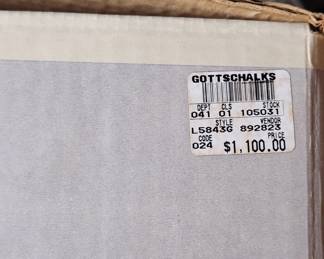 GOTTSCHALKS
DEPT CLS STOCK
041 01 105031
STYLE VENDOR
L5843G 892823
CODE PRICE
024 $1,100.00